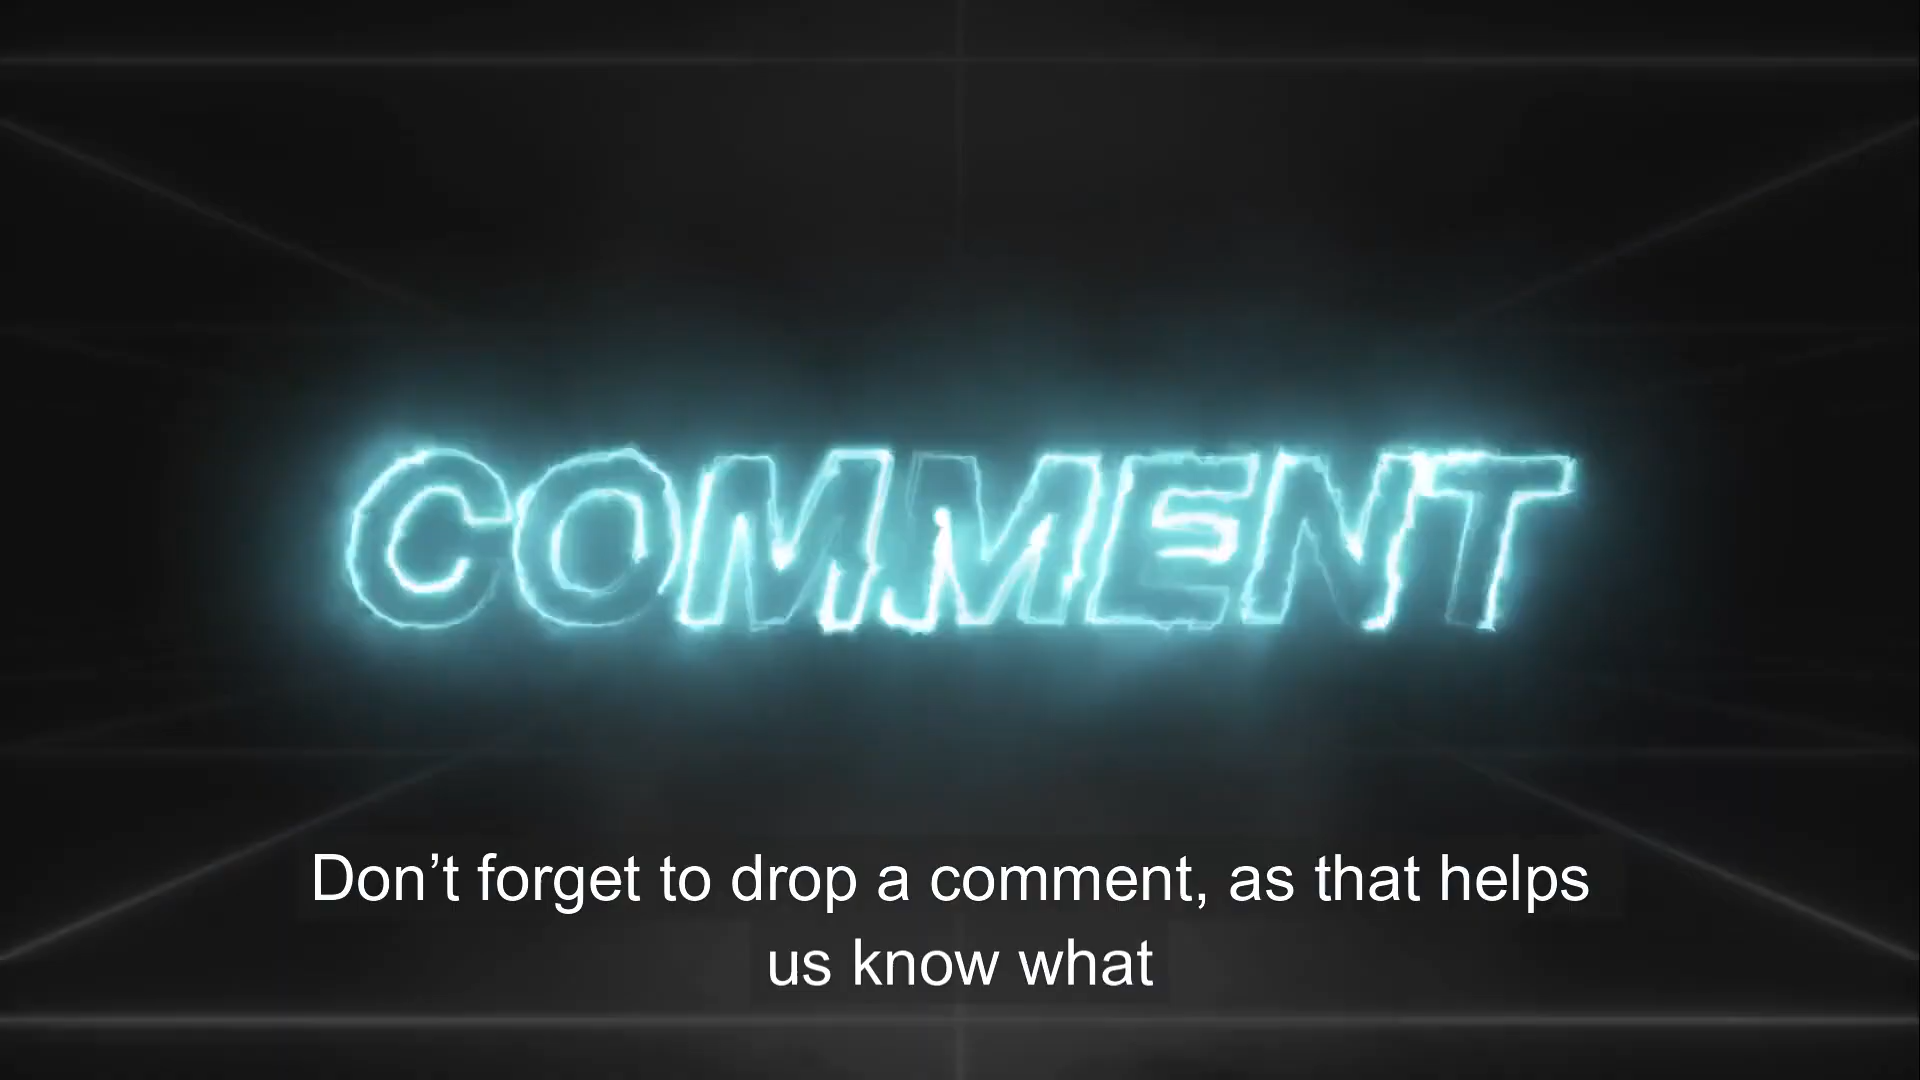 COMMENT
Don’t forget to drop a comment, as that helps
us know what